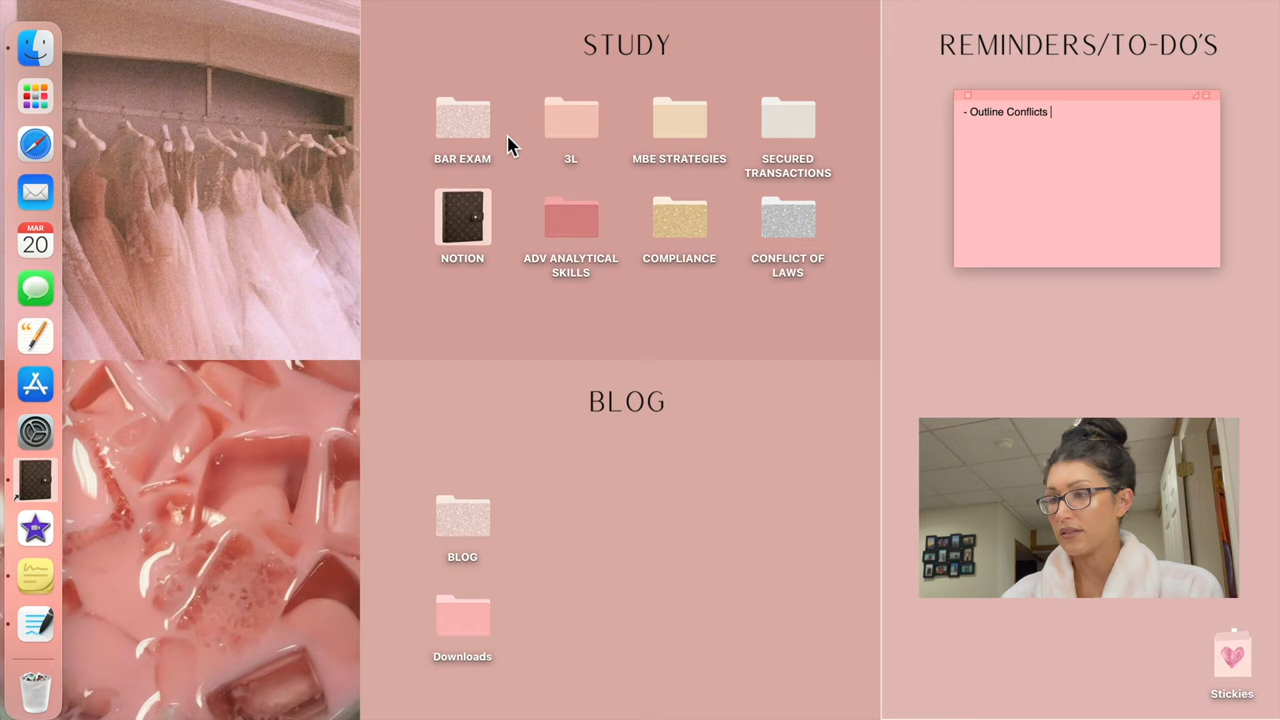 STUDY
REMINDERS/TO-DO'S
- Outline Conflicts
BAR EXAM
3L
MBE STRATEGIES
SECURED
TRANSACTIONS
MAR
20
NOTION
ADV ANALYTICAL
SKILLS
COMPLIANCE
CONFLICT OF
LAWS
BLOG
BLOG
Downloads
Stickies